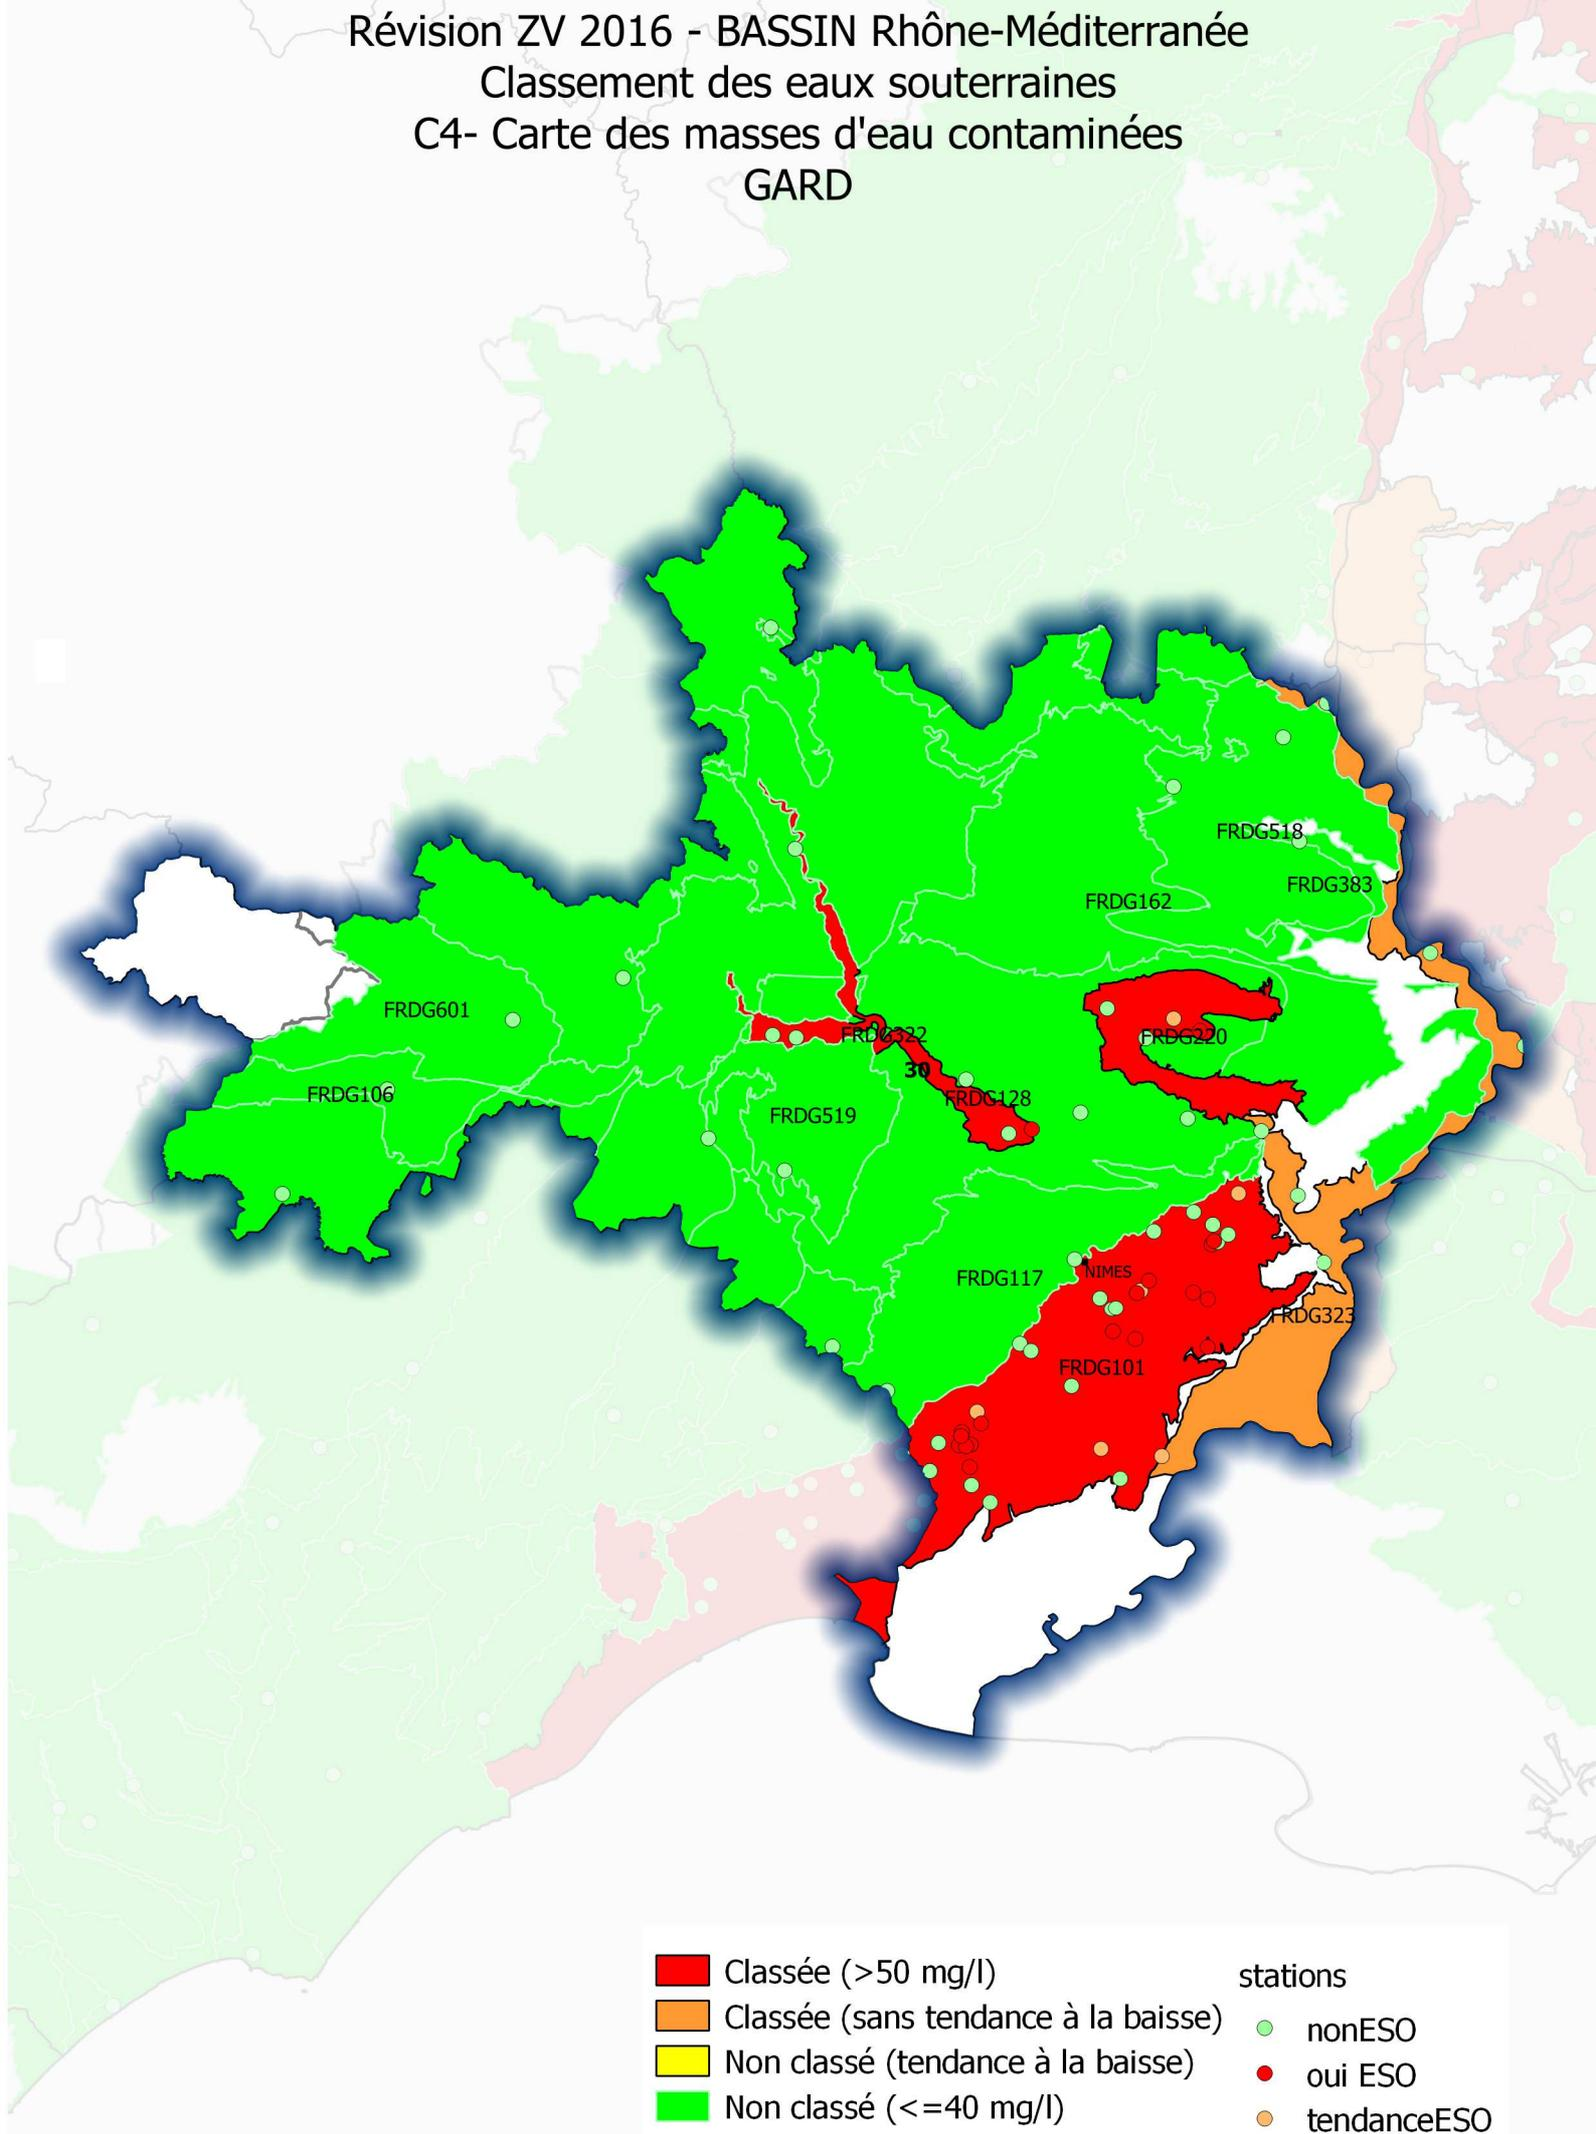 Révision ZV 2016 - BASSIN Rhône-Méditerranée
Classement des eaux souterraines
C4- Carte des masses d'eau contaminées
GARD
FRDG518
FRDG383
FRDG162
FRDG601
FRDG322
FRDG220
30
FRDG106
FRDG128
FRDG519
NIMES
FRDG117
FRDG323
FRDG101
Classée (>50 mg/l)
Classée (sans tendance à la baisse)
Non classé (tendance à la baisse)
Non classé (<=40 mg/l)
stations
nonESO
oui ESO
tendanceESO